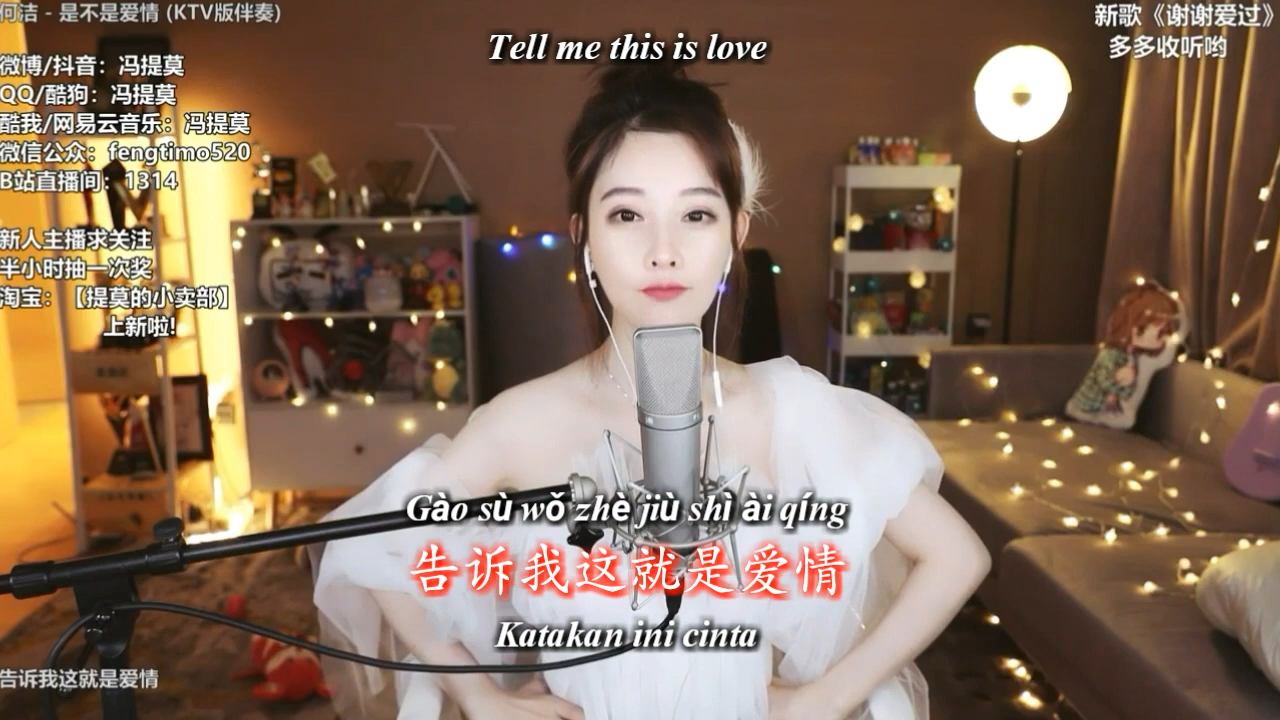 何洁 - 是不是爱情 (KTV版伴奏)
新歌《谢谢爱过》
多多收听哟
Tell me this is love
微博/抖音：冯提莫
QQ/酷狗：冯提莫
酷我/网易云音乐：冯提莫
微信公众：fengtimo520
B站直播间：1314
新人主播求关注
半小时抽一次奖
淘宝：【提莫的小卖部】
上新啦!
Gào sù wǒ zhè jiù shì ài qíng
告诉我这就是爱情
Katakan ini cinta
告诉我这就是爱情